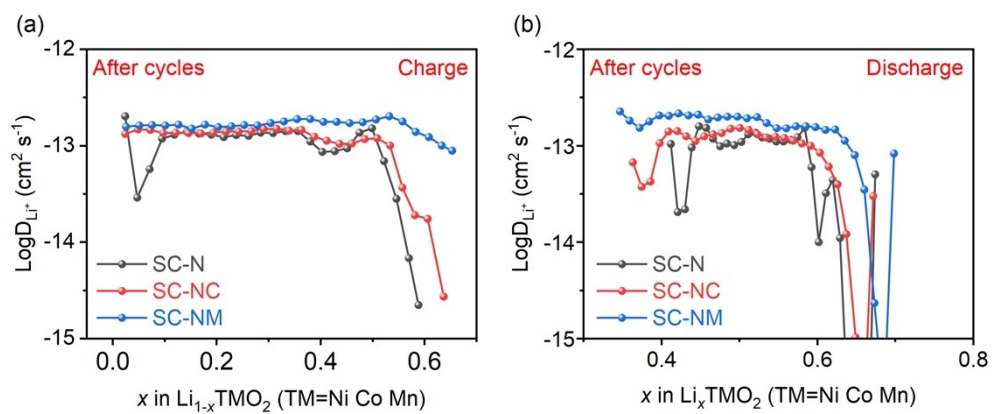 (a)
-12
After cycles
Charge
-13
-14
-15
LogD_Li⁺ (cm² s⁻¹)
SC-N
SC-NC
SC-NM
0.0 0.2 0.4 0.6
x in Li₁₋ₓTMO₂ (TM=Ni Co Mn)
(b)
-12
After cycles
Discharge
-13
-14
-15
LogD_Li⁺ (cm² s⁻¹)
SC-N
SC-NC
SC-NM
0.4 0.6 0.8
x in LiₓTMO₂ (TM=Ni Co Mn)